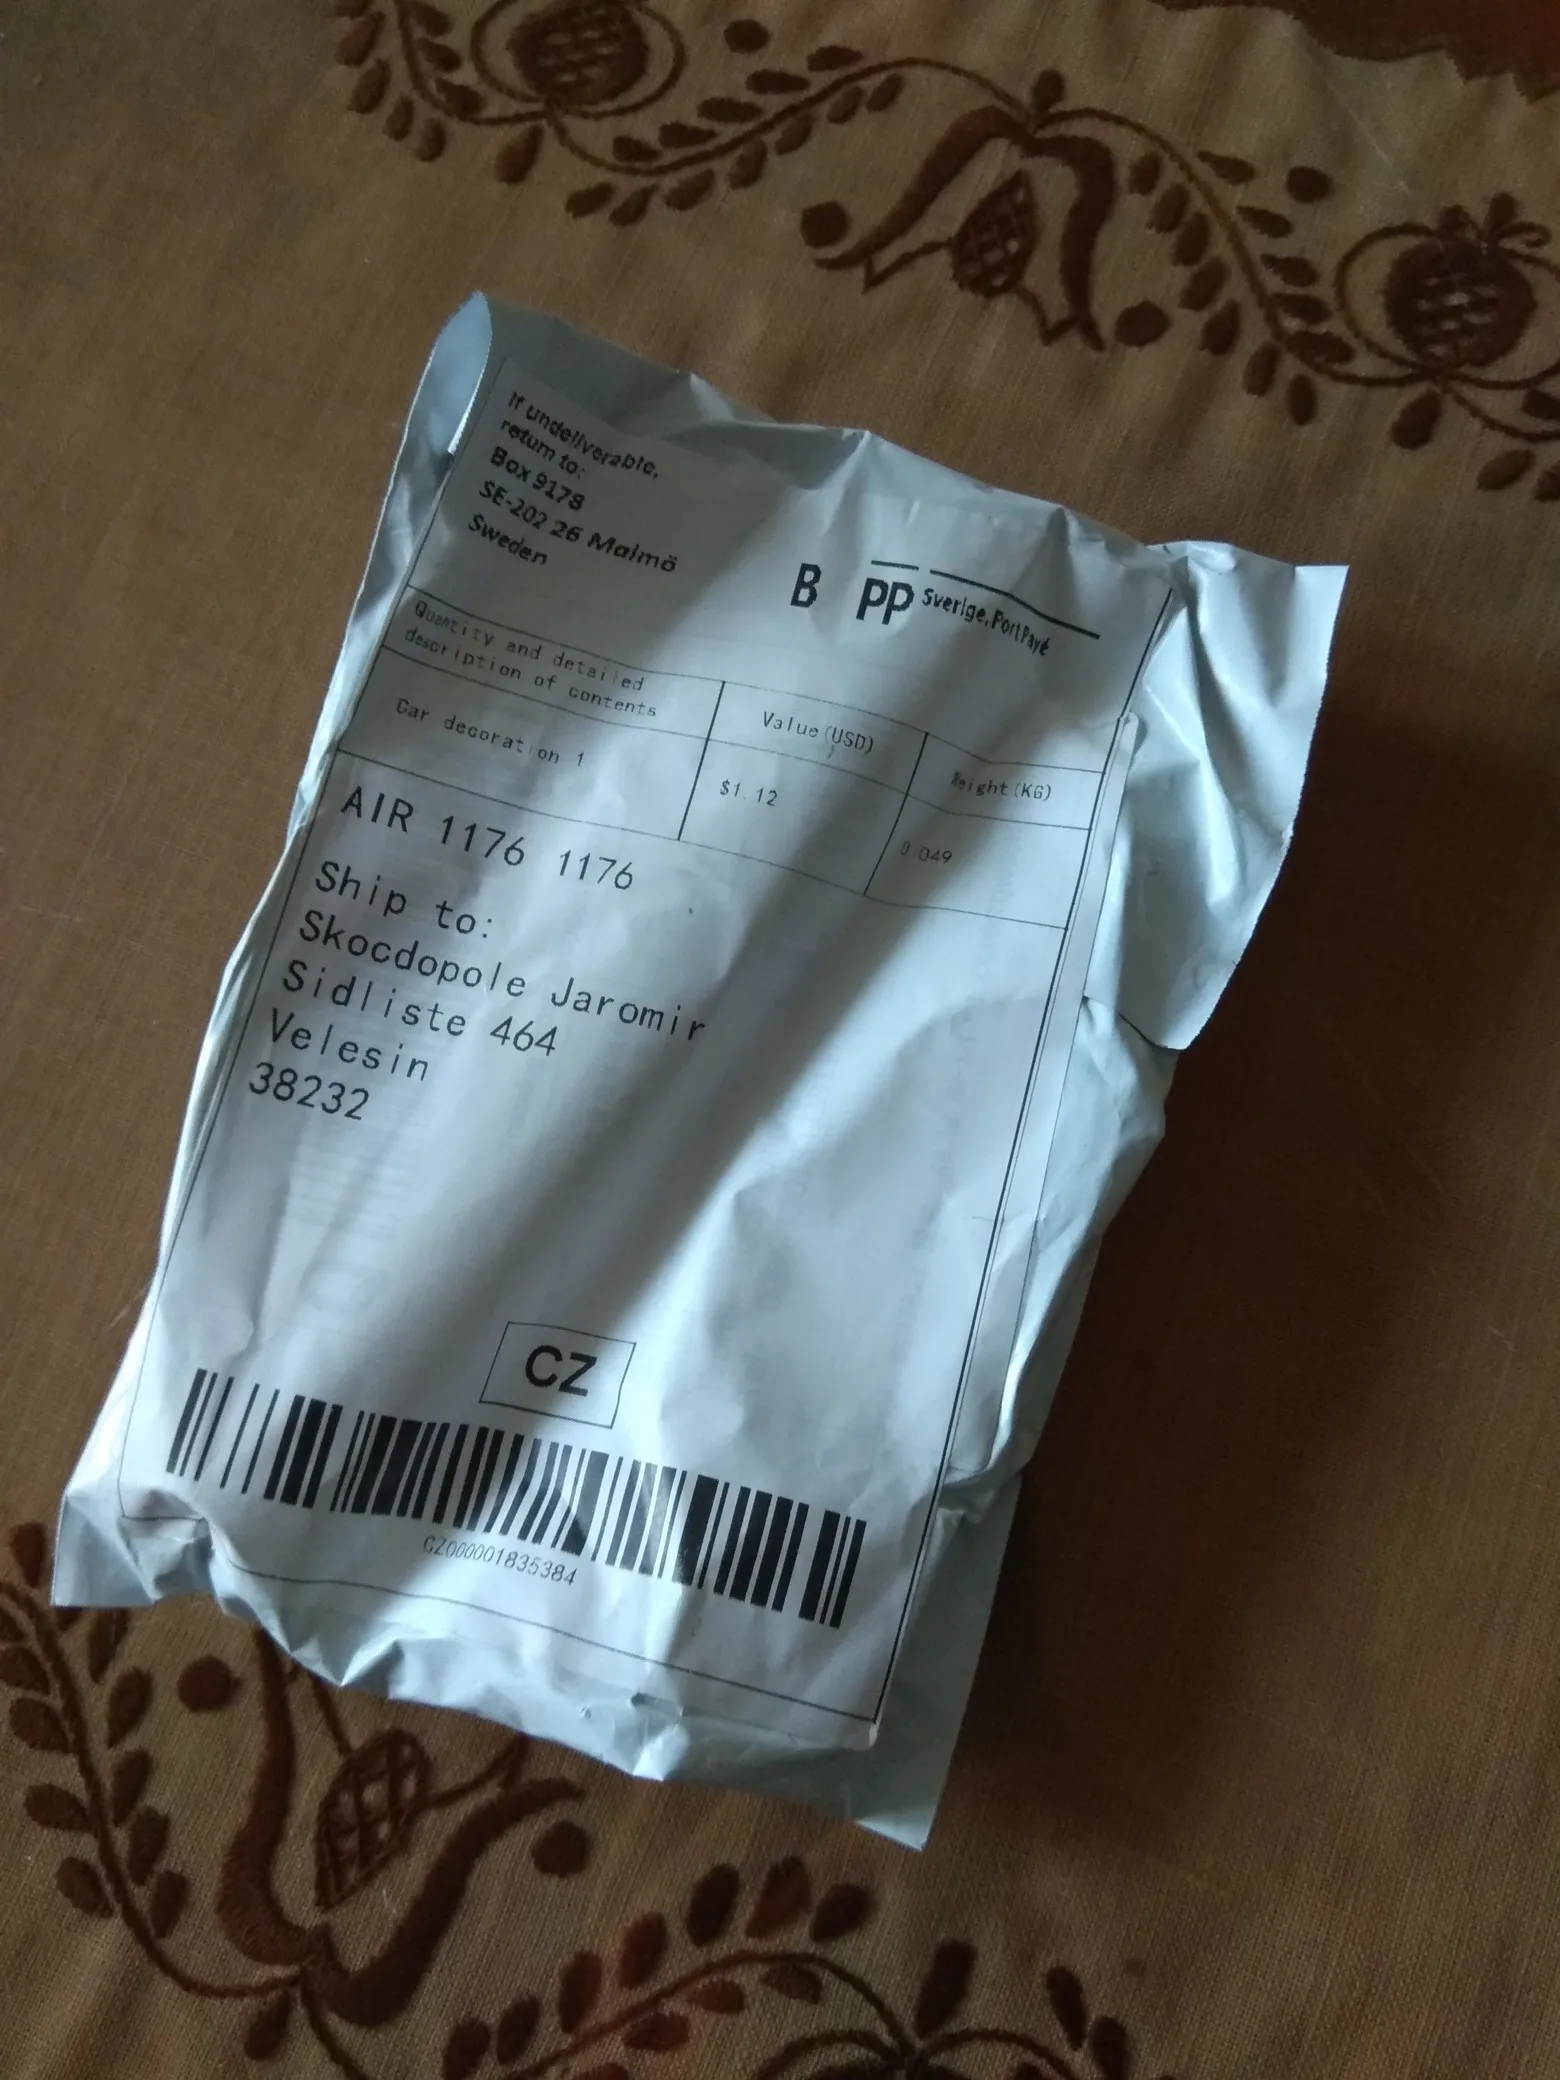 If undeliverable,
return to:
Box 9178
SE-202 26 Malmö
Sweden
B PP Sverige, Port Payé
Quantity and detailed
description of contents
Value(USD)
Weight(KG)
Car decoration 1
$1.12
0.049
AIR 1176 1176
Ship to:
Skocdopole Jaromir
Sidliste 464
Velesin
38232
CZ
CZ000001835384